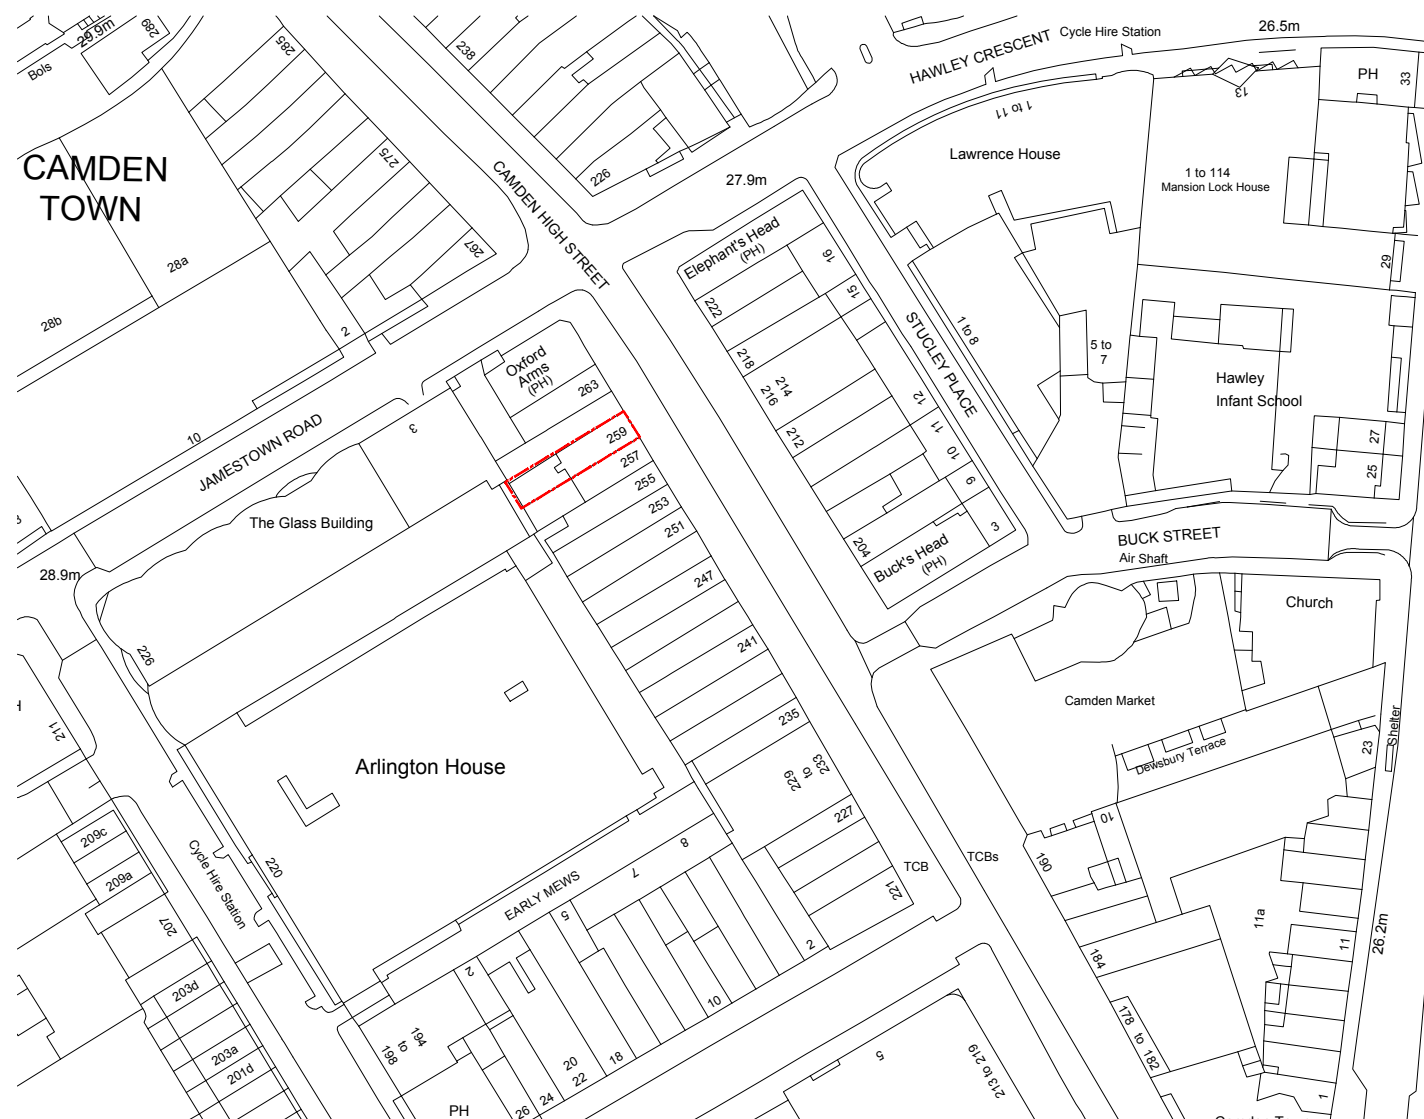 29.9m
289
Bols
265
238
HAWLEY CRESCENT
Cycle Hire Station
26.5m
PH
33
13
1 to 11
Lawrence House
1 to 114
Mansion Lock House
CAMDEN
TOWN
275
226
27.9m
CAMDEN HIGH STREET
267
28a
28b
2
Elephant's Head
(PH)
16
15
222
218
214
216
212
STUCLEY PLACE
1 to 8
5 to
7
29
Hawley
Infant School
27
25
Oxford
Arms
(PH)
263
259
257
255
253
251
247
241
235
233
to
229
227
221
3
10
JAMESTOWN ROAD
The Glass Building
28.9m
226
12
11
10
9
3
204
Buck's Head
(PH)
BUCK STREET
Air Shaft
Church
Camden Market
Dewsbury Terrace
Shelter
23
211
Arlington House
220
Cycle Hire Station
209c
209a
207
203d
203a
201d
EARLY MEWS
8
7
5
2
2
10
18
20
22
24
26
194
to
198
PH
TCB
TCBs
190
10
184
178 to 182
11a
11
26.2m
1
5
213 to 219